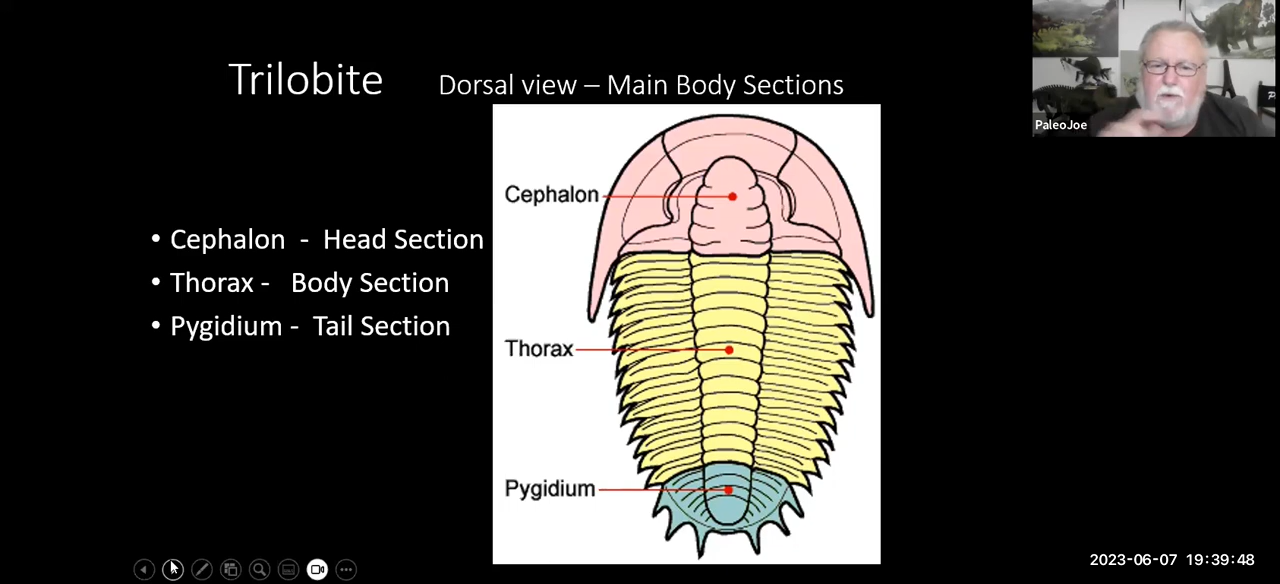 Trilobite
Dorsal view – Main Body Sections
PaleoJoe
Cephalon
• Cephalon - Head Section
• Thorax - Body Section
• Pygidium - Tail Section
Thorax
Pygidium
2023-06-07 19:39:48